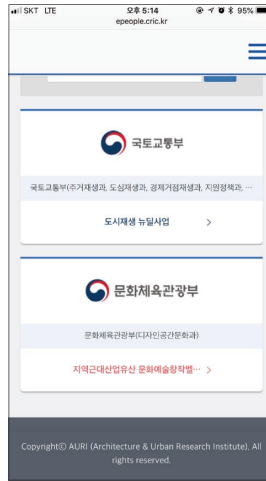 SKT LTE 오후 5:14 95%
epeople.cric.kr
국토교통부
국토교통부(주거재생과, 도심재생과, 경제거점재생과, 지원정책과, ···
도시재생 뉴딜사업 >
문화체육관광부
문화체육관광부(디자인공간문화과)
지역근대산업유산 문화예술창작벨··· >
Copyrightⓒ AURI (Architecture & Urban Research Institute). All
rights reserved.